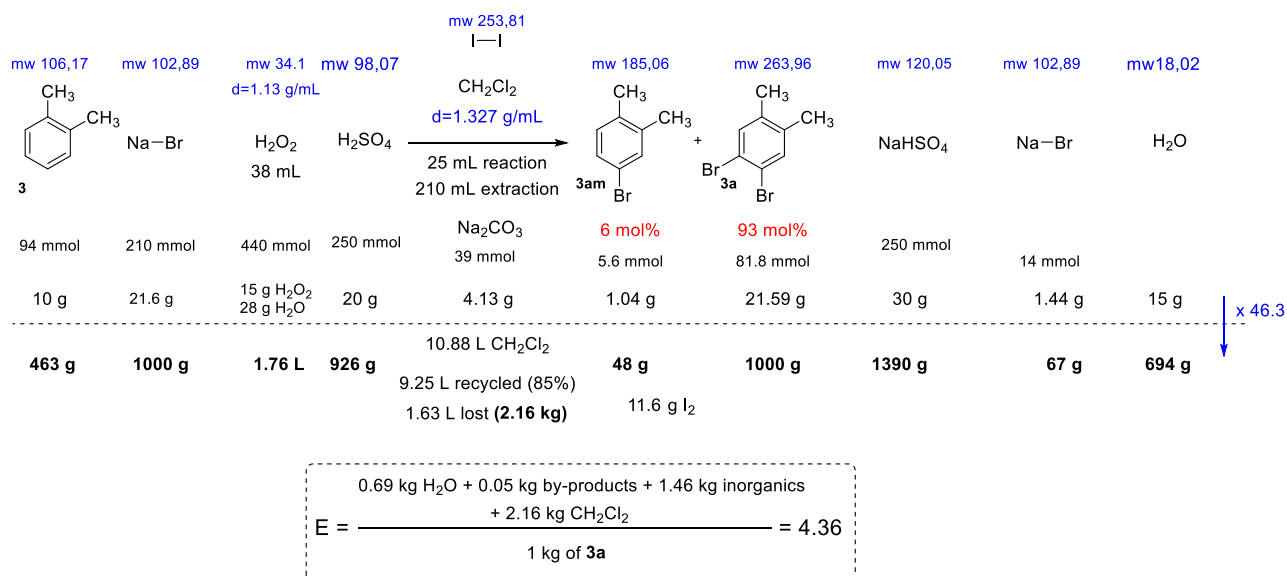 mw 253,81
I—I
mw 106,17 mw 102,89 mw 34.1 mw 98,07 mw 185,06 mw 263,96 mw 120,05 mw 102,89 mw18,02
d=1.13 g/mL
CH2Cl2
d=1.327 g/mL
CH3 CH3 CH3
CH3 CH3 CH3
Na–Br H2O2 H2SO4 + NaHSO4 Na–Br H2O
38 mL
25 mL reaction
210 mL extraction
3 3am Br Br 3a Br
Na2CO3
6 mol% 93 mol%
94 mmol 210 mmol 440 mmol 250 mmol 39 mmol 5.6 mmol 81.8 mmol 250 mmol 14 mmol
10 g 21.6 g 15 g H2O2 20 g 4.13 g 1.04 g 21.59 g 30 g 1.44 g 15 g
28 g H2O
x 46.3
10.88 L CH2Cl2
463 g 1000 g 1.76 L 926 g 48 g 1000 g 1390 g 67 g 694 g
9.25 L recycled (85%)
1.63 L lost (2.16 kg) 11.6 g I2
0.69 kg H2O + 0.05 kg by-products + 1.46 kg inorganics
+ 2.16 kg CH2Cl2
E = = 4.36
1 kg of 3a